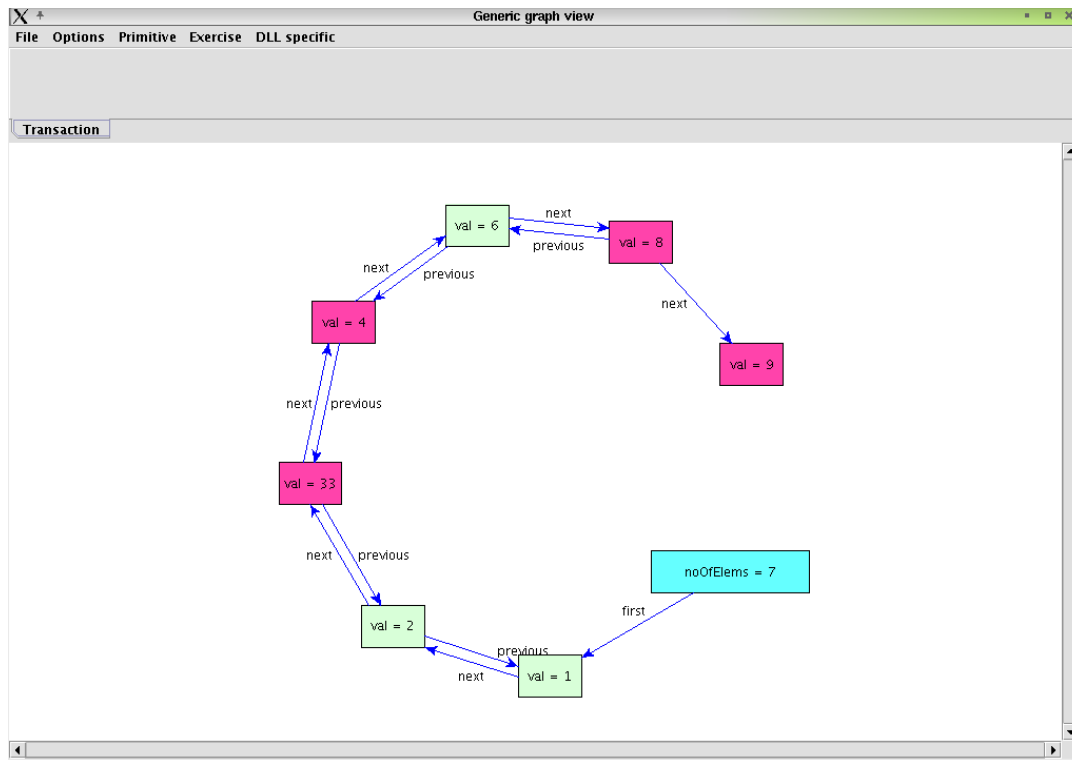 Generic graph view
File Options Primitive Exercise DLL specific
Transaction
next
val = 6
previous
val = 8
next
previous
next
val = 4
val = 9
next
previous
val = 33
next
previous
noOfElems = 7
first
val = 2
previous
next
val = 1